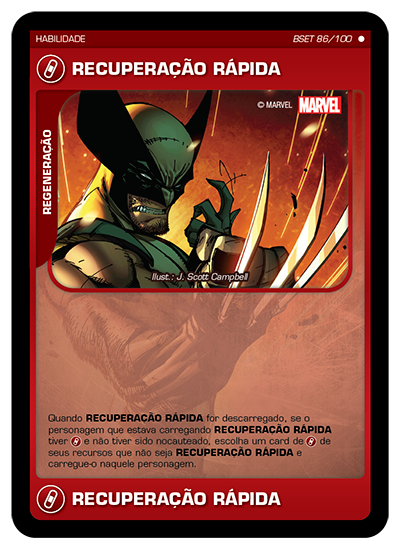 HABILIDADE
BSET 86/100
RECUPERAÇÃO RÁPIDA
© MARVEL MARVEL
REGENERAÇÃO
Ilust.: J. Scott Campbell
Quando RECUPERAÇÃO RÁPIDA for descarregado, se o
personagem que estava carregando RECUPERAÇÃO RÁPIDA
tiver e não tiver sido nocauteado, escolha um card de de
seus recursos que não seja RECUPERAÇÃO RÁPIDA e
carregue-o naquele personagem.
RECUPERAÇÃO RÁPIDA